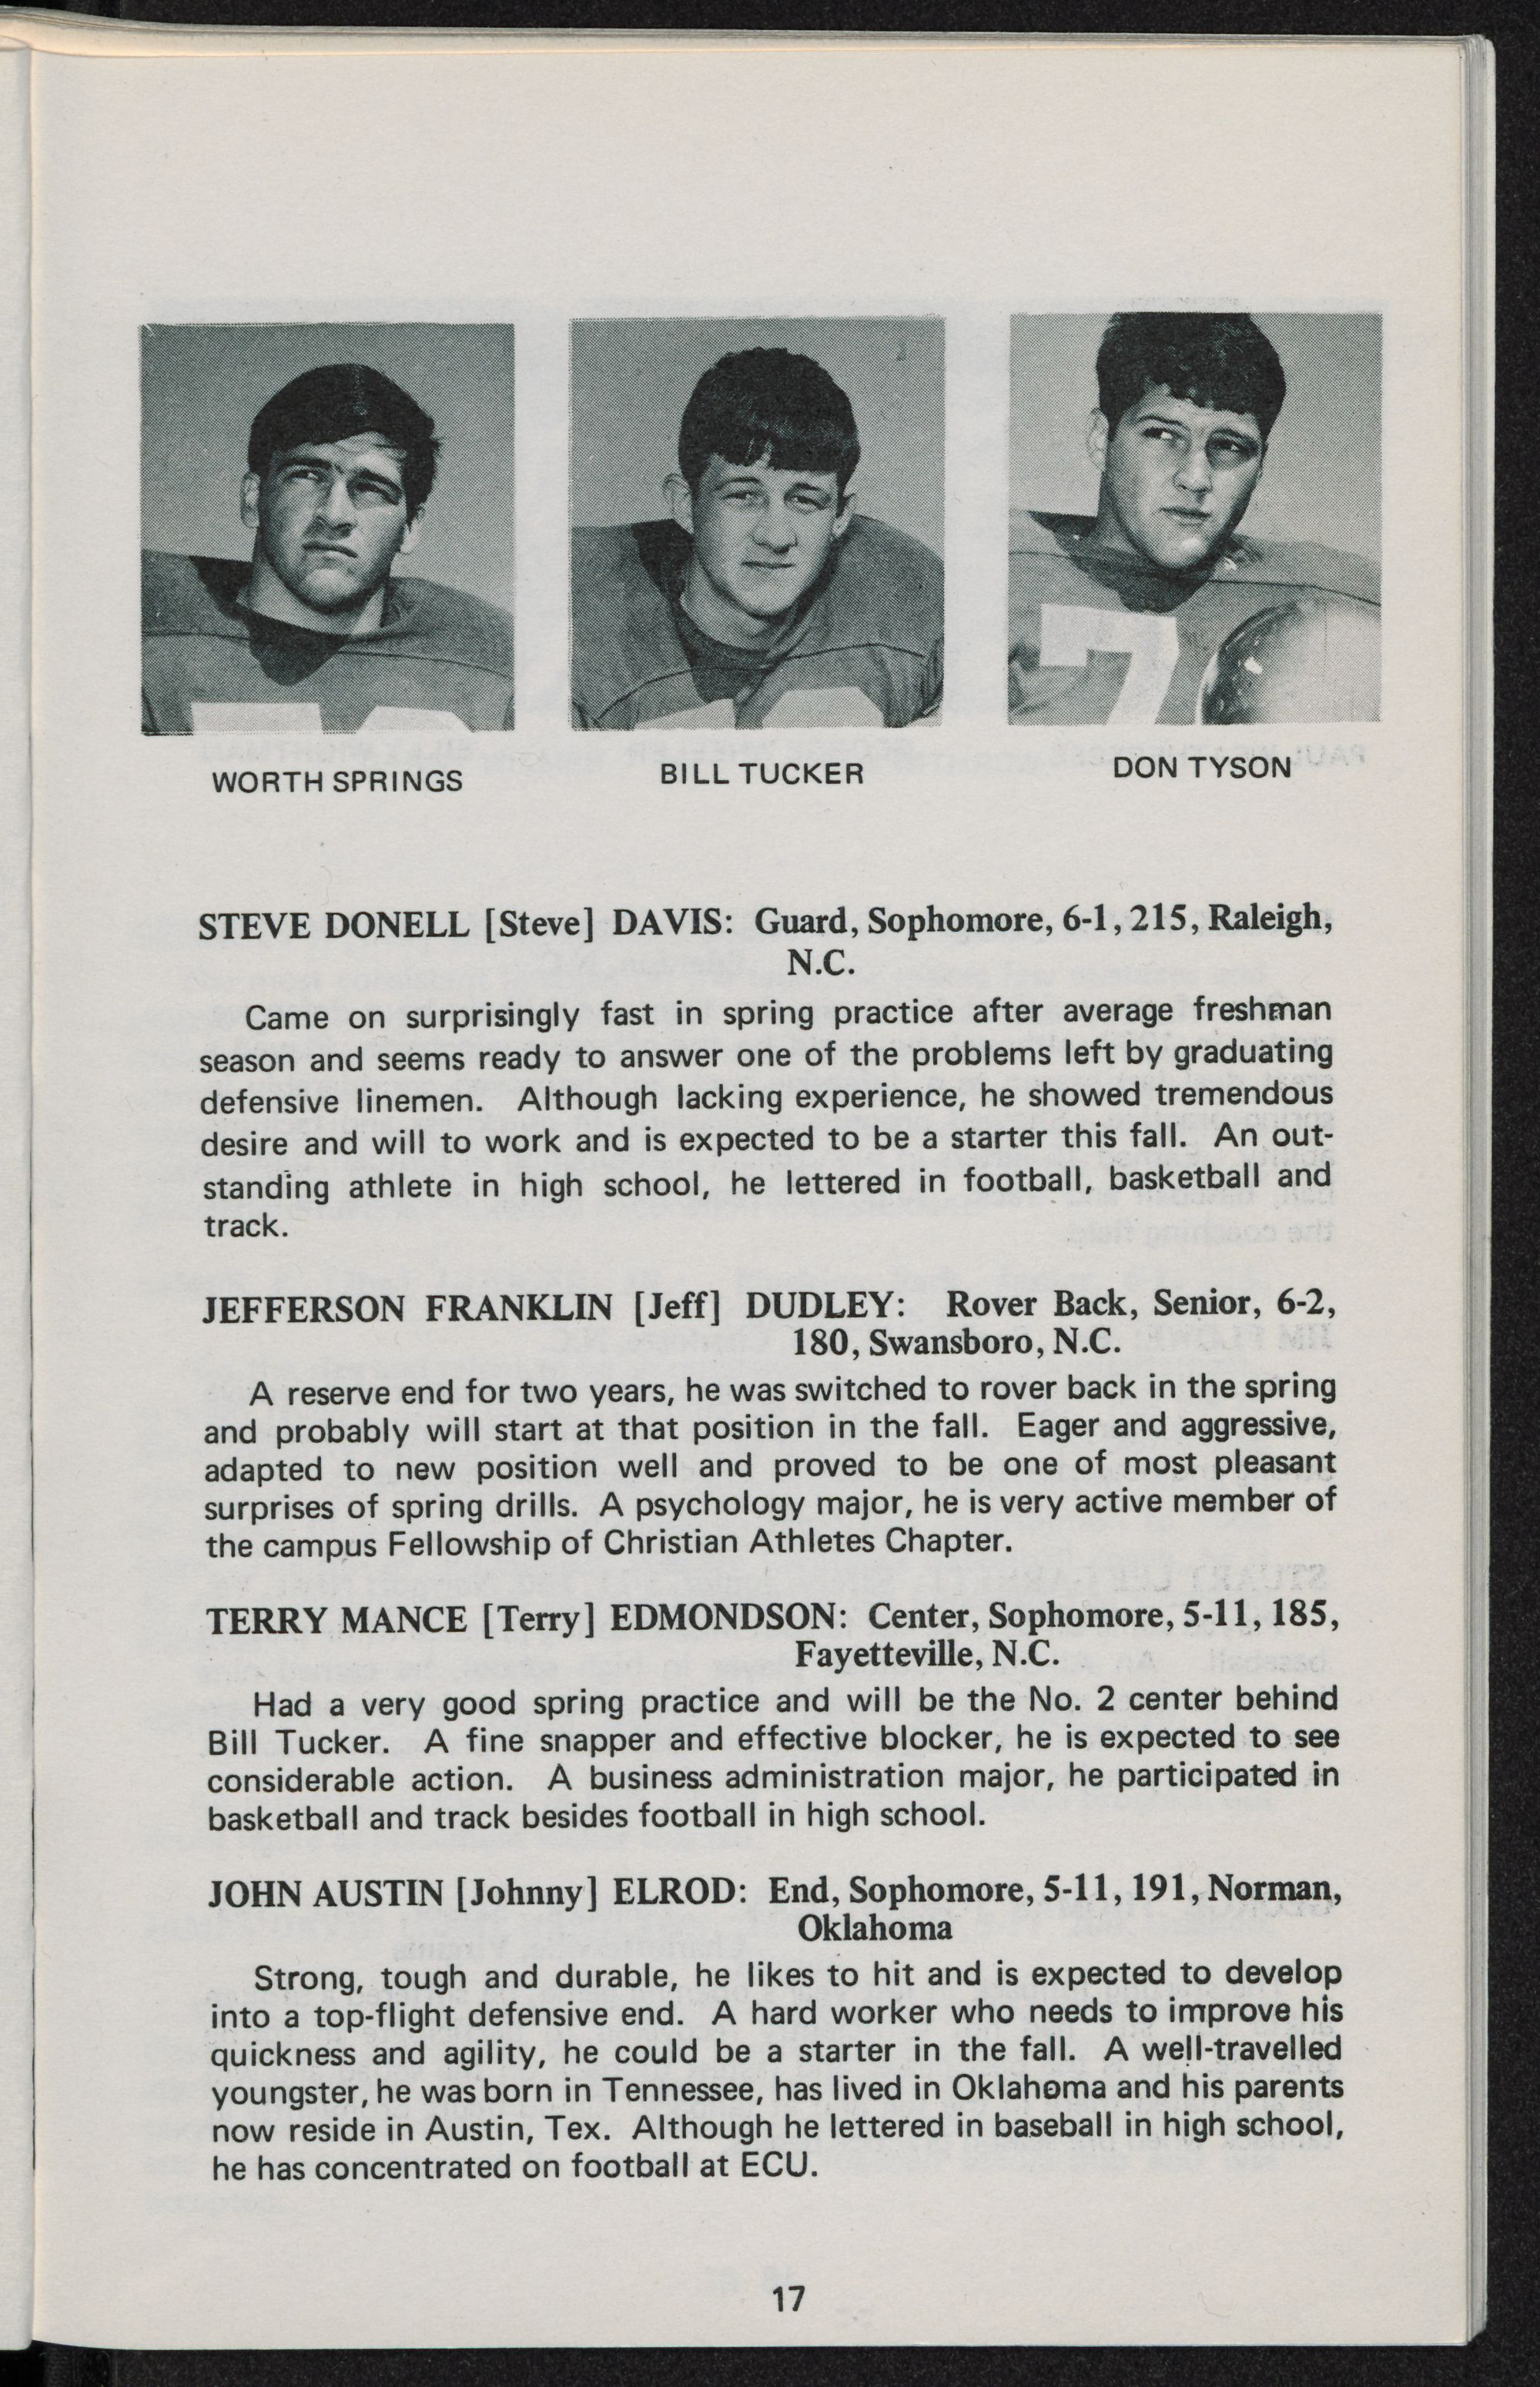 WORTH SPRINGS
BILL TUCKER
DON TYSON
STEVE DONELL [Steve] DAVIS: Guard, Sophomore, 6-1, 215, Raleigh,
N.C.
Came on surprisingly fast in spring practice after average freshman
season and seems ready to answer one of the problems left by graduating
defensive linemen. Although lacking experience, he showed tremendous
desire and will to work and is expected to be a starter this fall. An out-
standing athlete in high school, he lettered in football, basketball and
track.
JEFFERSON FRANKLIN [Jeff] DUDLEY: Rover Back, Senior, 6-2,
180, Swansboro, N.C.
A reserve end for two years, he was switched to rover back in the spring
and probably will start at that position in the fall. Eager and aggressive,
adapted to new position well and proved to be one of most pleasant
surprises of spring drills. A psychology major, he is very active member of
the campus Fellowship of Christian Athletes Chapter.
TERRY MANCE [Terry] EDMONDSON: Center, Sophomore, 5-11, 185,
Fayetteville, N.C.
Had a very good spring practice and will be the No. 2 center behind
Bill Tucker. A fine snapper and effective blocker, he is expected to see
considerable action. A business administration major, he participated in
basketball and track besides football in high school.
JOHN AUSTIN [Johnny] ELROD: End, Sophomore, 5-11, 191, Norman,
Oklahoma
Strong, tough and durable, he likes to hit and is expected to develop
into a top-flight defensive end. A hard worker who needs to improve his
quickness and agility, he could be a starter in the fall. A well-travelled
youngster, he was born in Tennessee, has lived in Oklahoma and his parents
now reside in Austin, Tex. Although he lettered in baseball in high school,
he has concentrated on football at ECU.
17